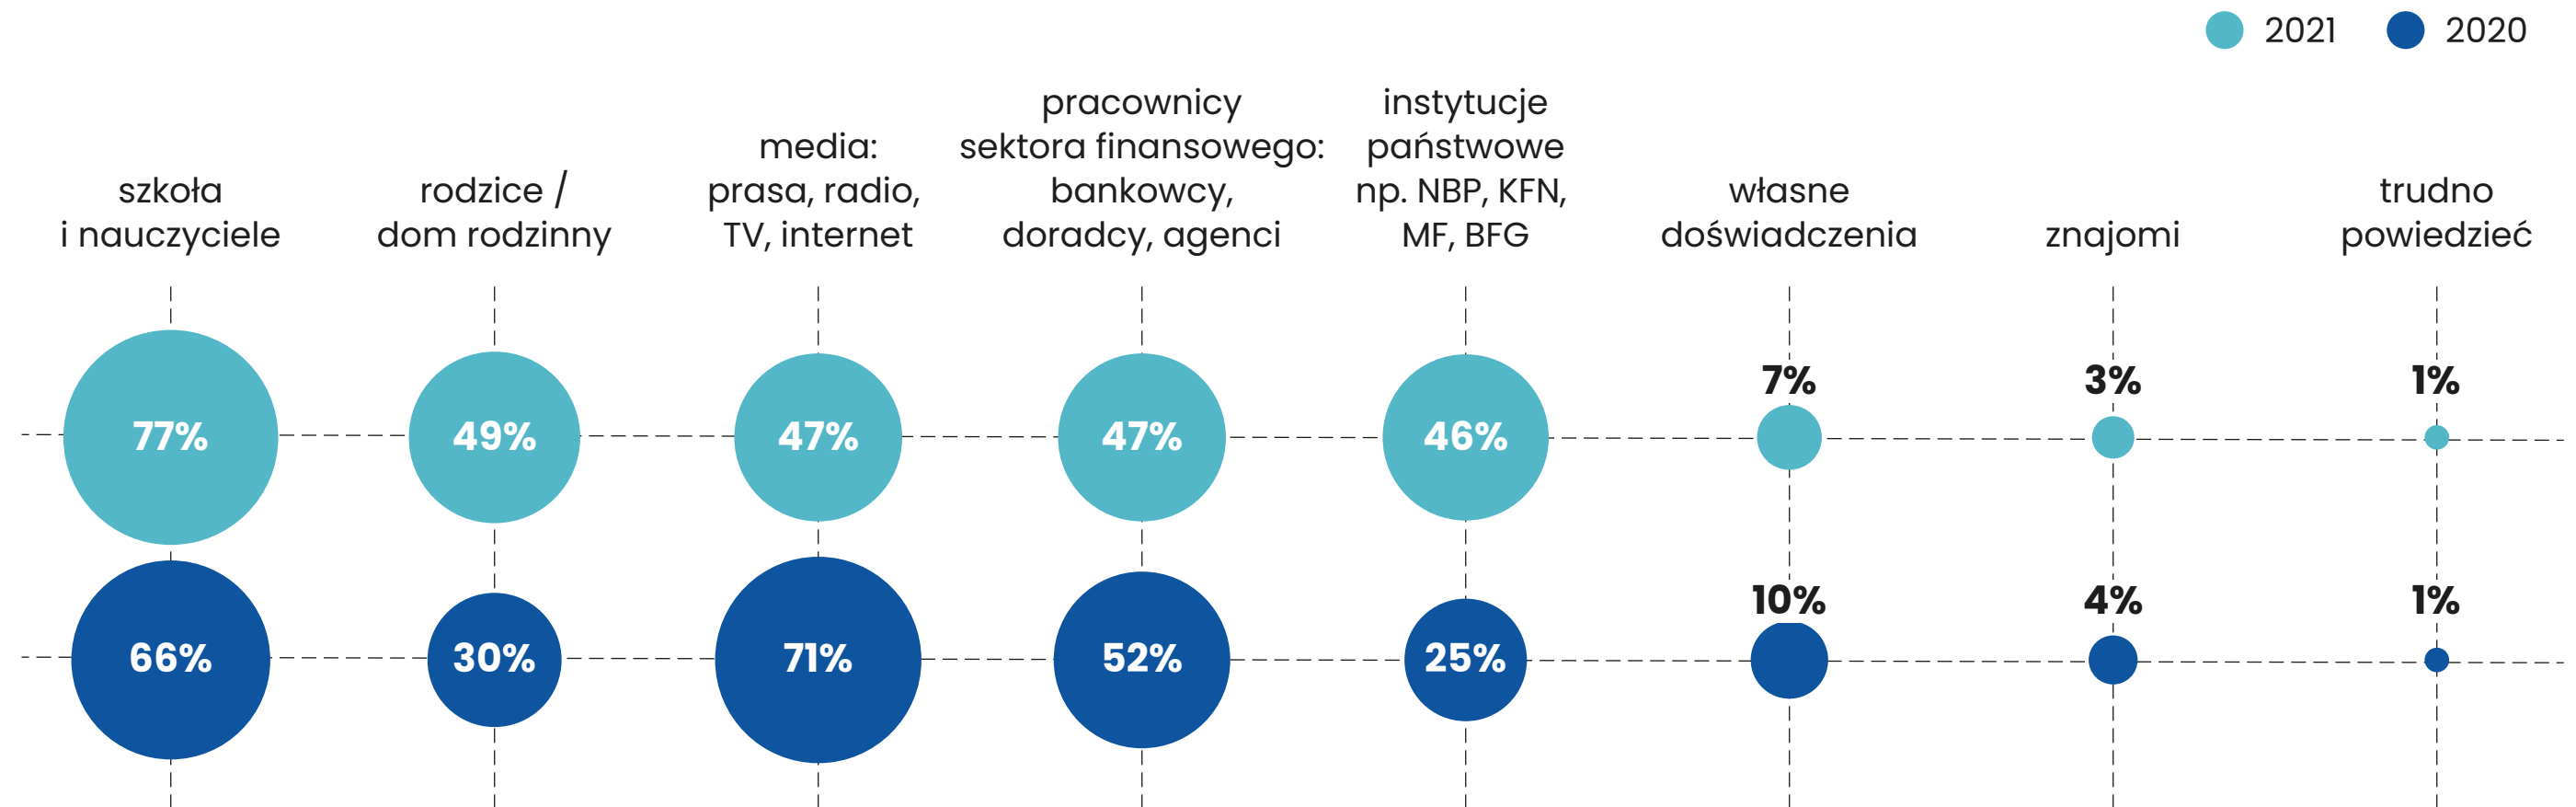 2021
2020
szkoła
i nauczyciele
rodzice /
dom rodzinny
media:
prasa, radio,
TV, internet
pracownicy
sektora finansowego:
bankowcy,
doradcy, agenci
instytucje
państwowe
np. NBP, KFN,
MF, BFG
własne
doświadczenia
znajomi
trudno
powiedzieć
77%
49%
47%
47%
46%
7%
3%
1%
66%
30%
71%
52%
25%
10%
4%
1%